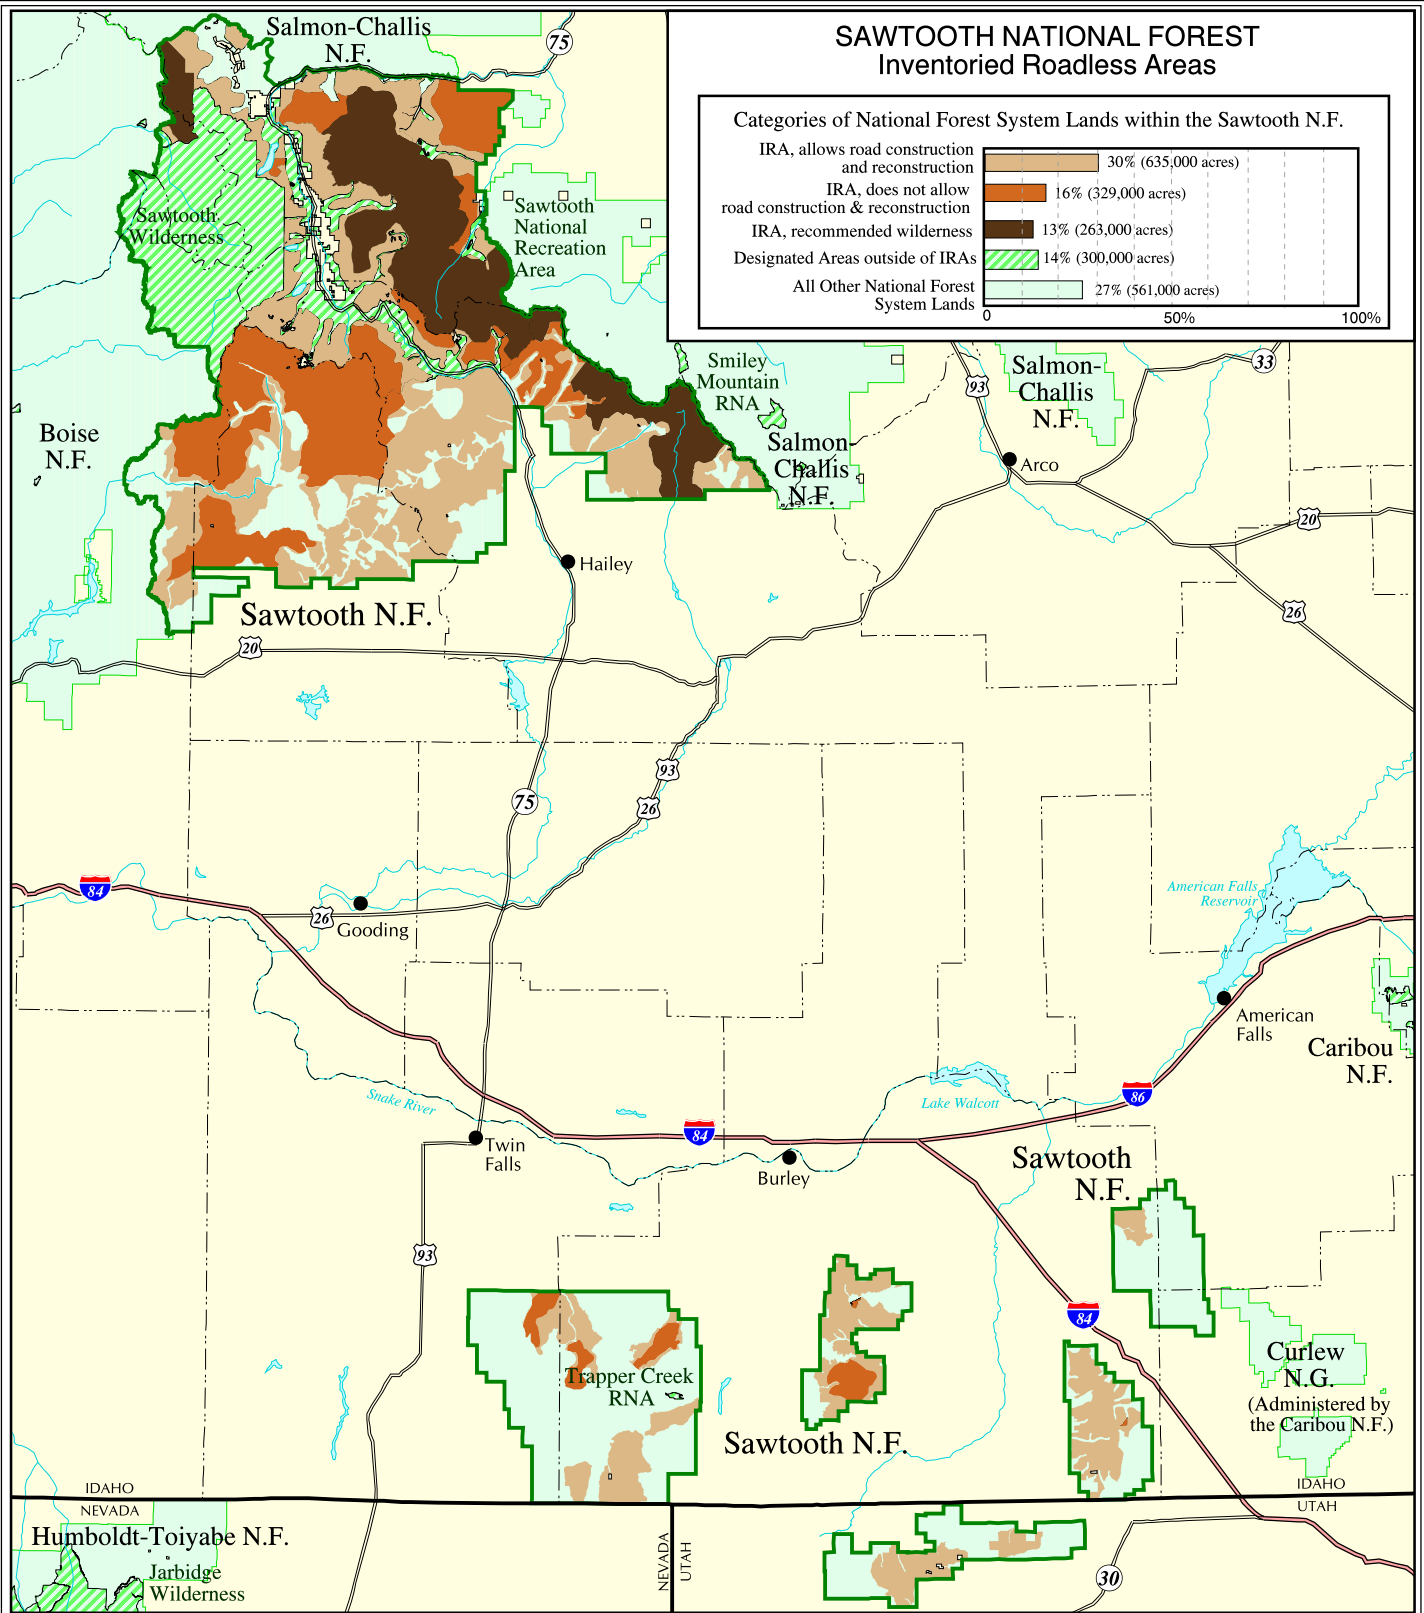 SAWTOOTH NATIONAL FOREST
Inventoried Roadless Areas
Categories of National Forest System Lands within the Sawtooth N.F.
IRA, allows road construction
and reconstruction
30% (635,000 acres)
IRA, does not allow
road construction & reconstruction
16% (329,000 acres)
IRA, recommended wilderness
13% (263,000 acres)
Designated Areas outside of IRAs
14% (300,000 acres)
All Other National Forest
System Lands
27% (561,000 acres)
0
50%
100%
Salmon-Challis
N.F.
75
Sawtooth
Wilderness
Sawtooth
National
Recreation
Area
Smiley
Mountain
RNA
93
Salmon-
Challis
N.F.
33
Boise
N.F.
Salmon-
Challis
N.F.
Arco
20
Hailey
26
Sawtooth N.F.
20
93
75
26
84
American Falls
Reservoir
26
Gooding
American
Falls
Caribou
N.F.
Snake River
Lake Walcott
86
84
Twin
Falls
Burley
Sawtooth
N.F.
93
84
Curlew
N.G.
(Administered by
the Caribou N.F.)
Trapper Creek
RNA
Sawtooth N.F.
IDAHO
NEVADA
IDAHO
UTAH
Humboldt-Toiyabe N.F.
Jarbidge
Wilderness
NEVADA
UTAH
30